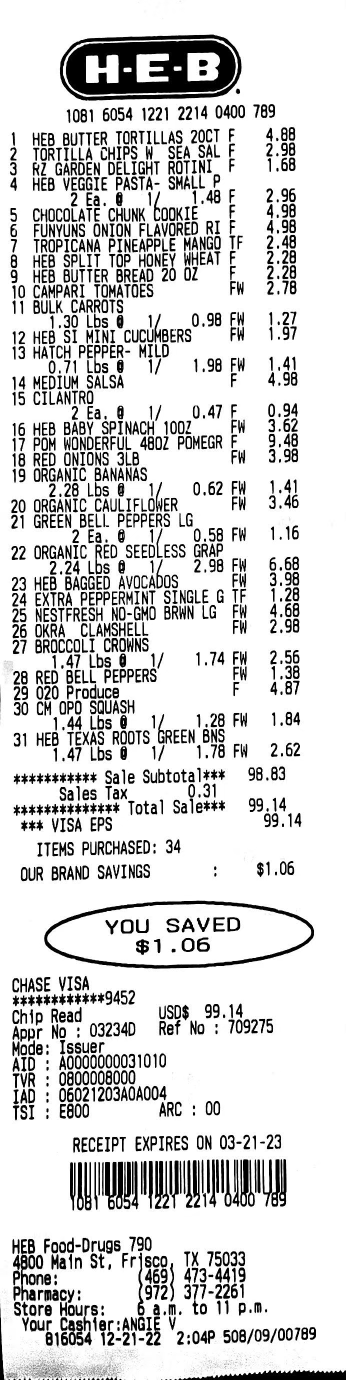 H-E-B
1081 6054 1221 2214 0400 789
1 HEB BUTTER TORTILLAS 20CT F 4.88
2 TORTILLA CHIPS W SEA SAL F 2.98
3 RZ GARDEN DELIGHT ROTINI F 1.68
4 HEB VEGGIE PASTA- SMALL P
2 Ea. @ 1/ 1.48 F 2.96
5 CHOCOLATE CHUNK COOKIE F 4.98
6 FUNYUNS ONION FLAVORED RI F 4.98
7 TROPICANA PINEAPPLE MANGO TF 2.48
8 HEB SPLIT TOP HONEY WHEAT F 2.28
9 HEB BUTTER BREAD 20 OZ F 2.28
10 CAMPARI TOMATOES FW 2.78
11 BULK CARROTS
1.30 Lbs @ 1/ 0.98 FW 1.27
12 HEB SI MINI CUCUMBERS FW 1.97
13 HATCH PEPPER- MILD
0.71 Lbs @ 1/ 1.98 FW 1.41
14 MEDIUM SALSA F 4.98
15 CILANTRO
2 Ea. @ 1/ 0.47 F 0.94
16 HEB BABY SPINACH 10OZ FW 3.62
17 POM WONDERFUL 48OZ POMEGR F 9.48
18 RED ONIONS 3LB FW 3.98
19 ORGANIC BANANAS
2.28 Lbs @ 1/ 0.62 FW 1.41
20 ORGANIC CAULIFLOWER FW 3.46
21 GREEN BELL PEPPERS LG
2 Ea. @ 1/ 0.58 FW 1.16
22 ORGANIC RED SEEDLESS GRAP
2.24 Lbs @ 1/ 2.98 FW 6.68
23 HEB BAGGED AVOCADOS FW 3.98
24 EXTRA PEPPERMINT SINGLE G TF 1.28
25 NESTFRESH NO-GMO BRWN LG FW 4.68
26 OKRA CLAMSHELL FW 2.98
27 BROCCOLI CROWNS
1.47 Lbs @ 1/ 1.74 FW 2.56
28 RED BELL PEPPERS FW 1.38
29 020 Produce F 4.87
30 CM OPO SQUASH
1.44 Lbs @ 1/ 1.28 FW 1.84
31 HEB TEXAS ROOTS GREEN BNS
1.47 Lbs @ 1/ 1.78 FW 2.62
*********** Sale Subtotal*** 98.83
Sales Tax 0.31
************** Total Sale*** 99.14
*** VISA EPS 99.14
ITEMS PURCHASED: 34
OUR BRAND SAVINGS : $1.06
YOU SAVED
$1.06
CHASE VISA
************9452
Chip Read USD$ 99.14
Appr No : 03234D Ref No : 709275
Mode: Issuer
AID : A0000000031010
TVR : 0800008000
IAD : 06021203A0A004
TSI : E800 ARC : 00
RECEIPT EXPIRES ON 03-21-23
1081 6054 1221 2214 0400 789
HEB Food-Drugs 790
4800 Main St, Frisco, TX 75033
Phone: (469) 473-4419
Pharmacy: (972) 377-2261
Store Hours: 6 a.m. to 11 p.m.
Your Cashier:ANGIE V
816054 12-21-22 2:04P 508/09/00789